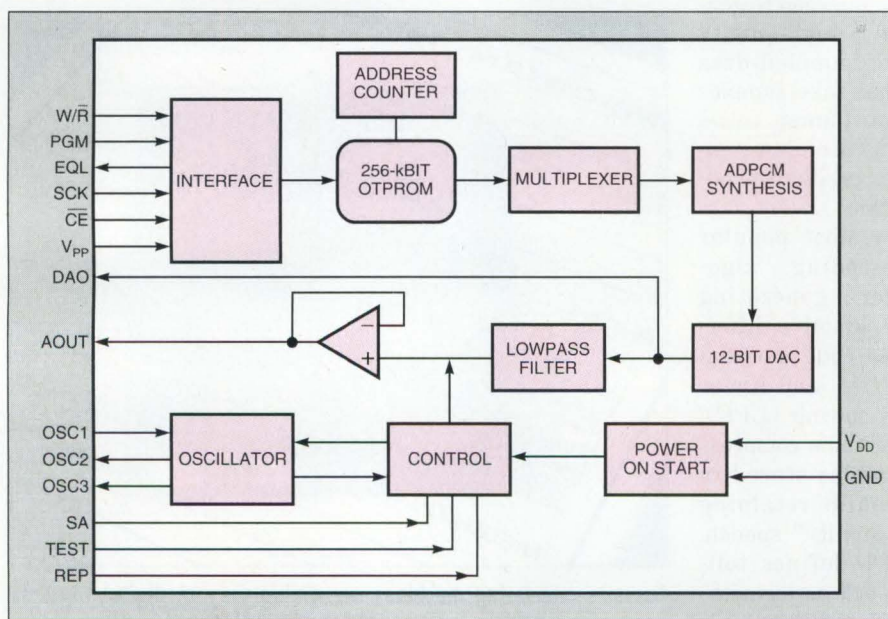 ADDRESS
COUNTER
W/R̅
PGM
EQL
SCK
C̅E̅
VPP
INTERFACE
256-kBIT
OTPROM
MULTIPLEXER
ADPCM
SYNTHESIS
DAO
AOUT
−
+
LOWPASS
FILTER
12-BIT DAC
OSC1
OSC2
OSC3
OSCILLATOR
CONTROL
POWER
ON START
VDD
GND
SA
TEST
REP